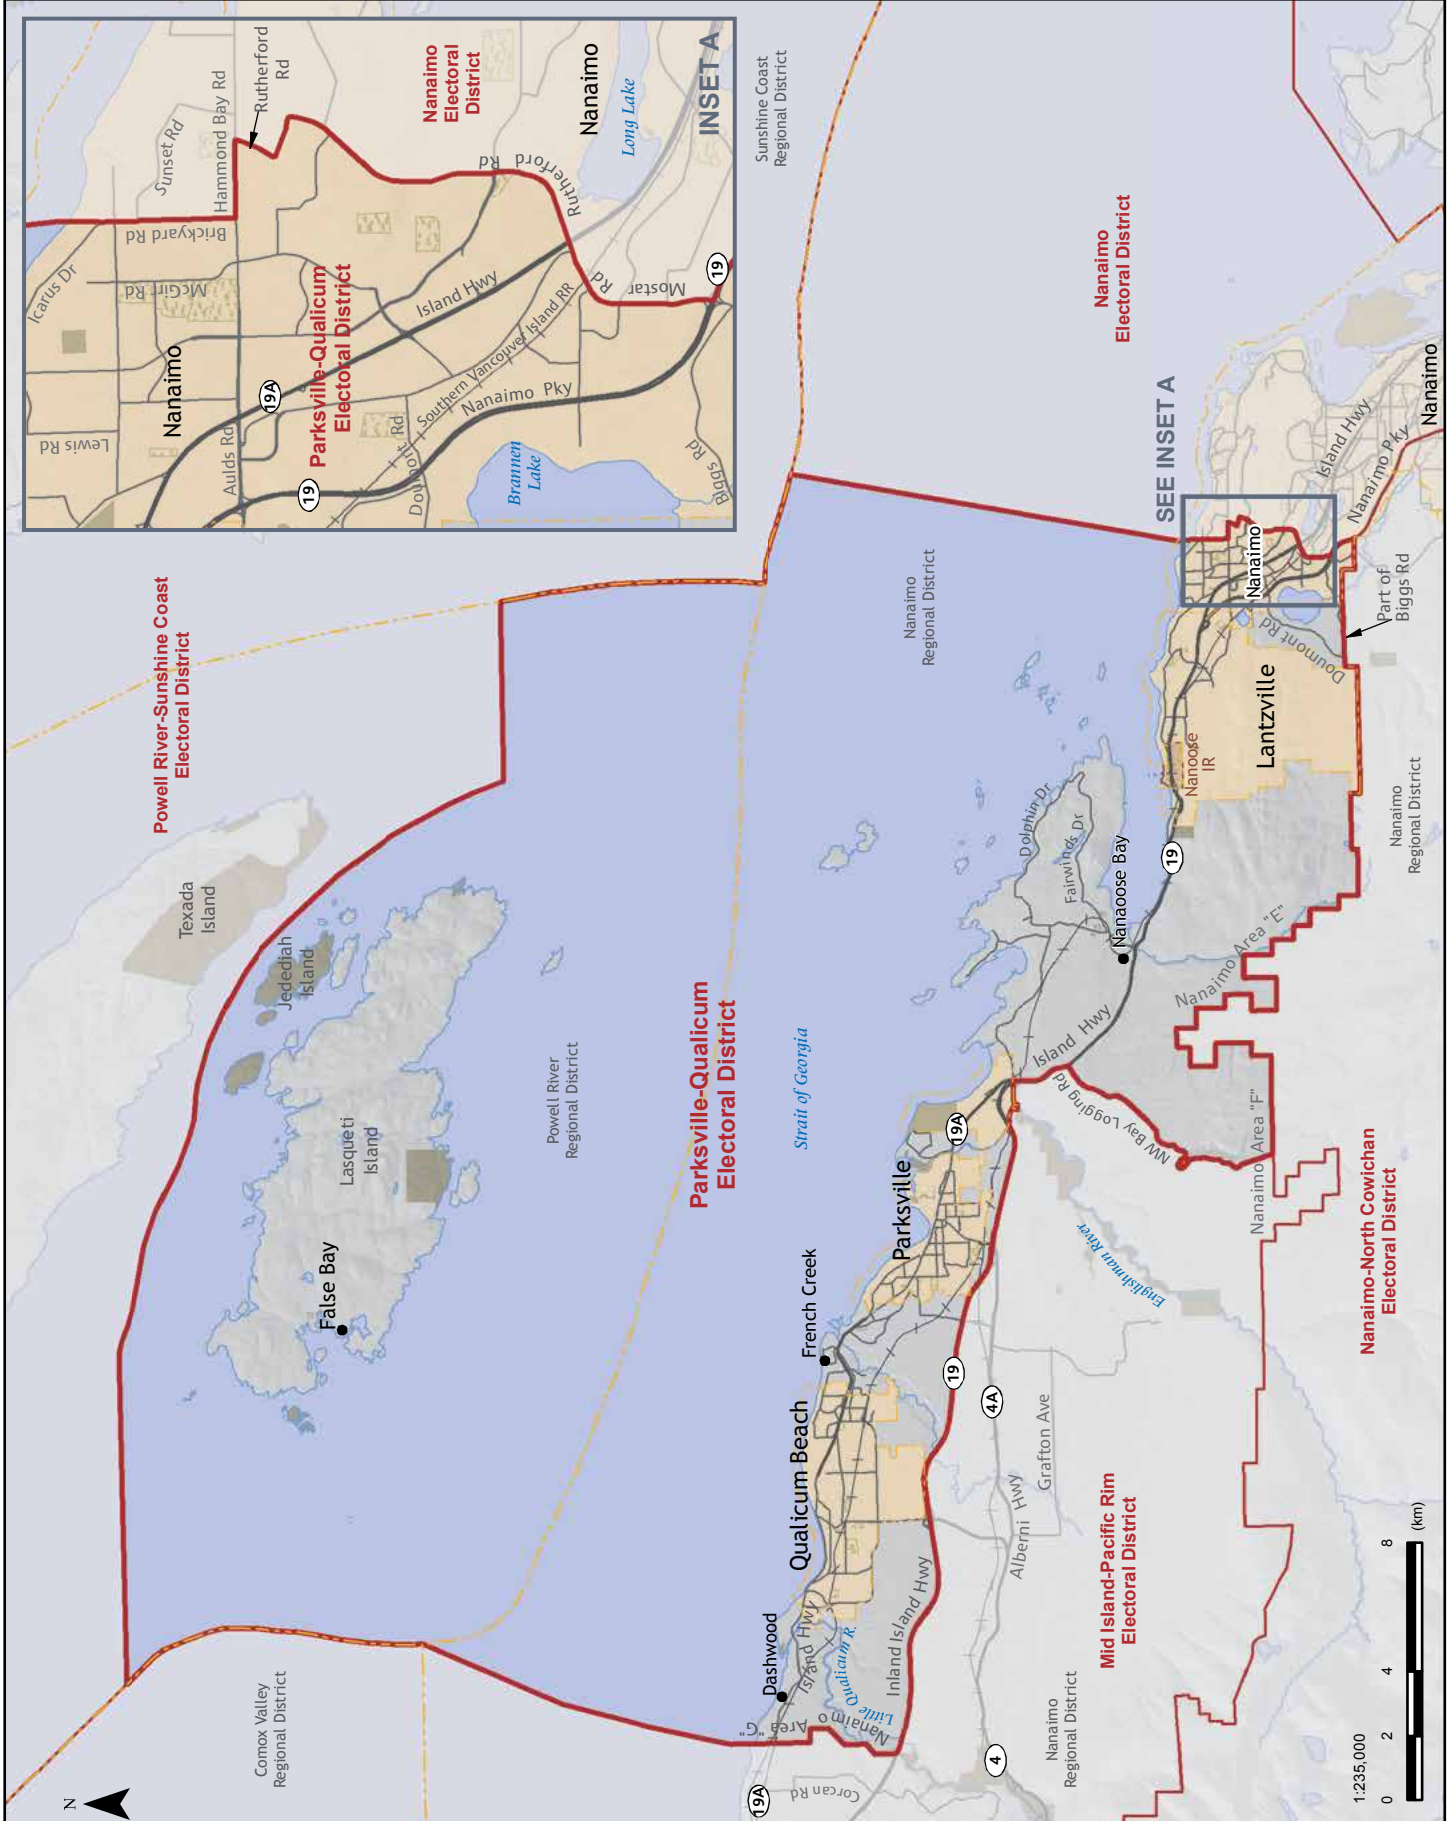 N
Comox Valley
Regional District
Powell River-Sunshine Coast
Electoral District
Texada
Island
Jedediah
Island
Lasqueti
Island
False Bay
Powell River
Regional District
Parksville-Qualicum
Electoral District
Strait of Georgia
Sunshine Coast
Regional District
Nanaimo
Regional District
Nanaimo
Electoral District
SEE INSET A
Dashwood
Qualicum Beach
French Creek
Parksville
19A
Corcan Rd
Nanaimo Area "G"
Island Hwy
Little Qualicum R.
Inland Island Hwy
19
4A
19A
4
Alberni Hwy
Grafton Ave
Englishman River
NW Bay Logging Rd
Island Hwy
Nanaimo Area "F"
Nanaimo Area "E"
Dolphin Dr
Fairwinds Dr
Nanaoose Bay
19
Nanoose
IR
Lantzville
Doumont Rd
Part of
Biggs Rd
Nanaimo
Island Hwy
Nanaimo Pky
Nanaimo
Nanaimo
Regional District
Nanaimo
Regional District
Mid Island-Pacific Rim
Electoral District
Nanaimo-North Cowichan
Electoral District
1:235,000
0
2
4
8
(km)
INSET A
Icarus Dr
Lewis Rd
McGirr Rd
Brickyard Rd
Sunset Rd
Hammond Bay Rd
Rutherford
Rd
Nanaimo
Aulds Rd
19A
19
Parksville-Qualicum
Electoral District
Nanaimo
Electoral
District
Island Hwy
Southern Vancouver Island RR
Nanaimo Pky
Doumont Rd
Brannen
Lake
Biggs Rd
Rutherford Rd
Mostar Rd
Nanaimo
Long Lake
19